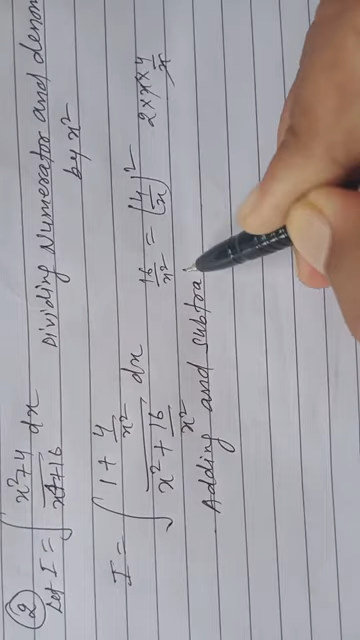 ②
Let I = ∫ x²+4 / x⁴+16 dx Dividing Numerator and denom
by x²
I = ∫ 1 + 4/x² / x² + 16/x² dx 16/x² = (4/x)² 2×x×4/x
Adding and subtra